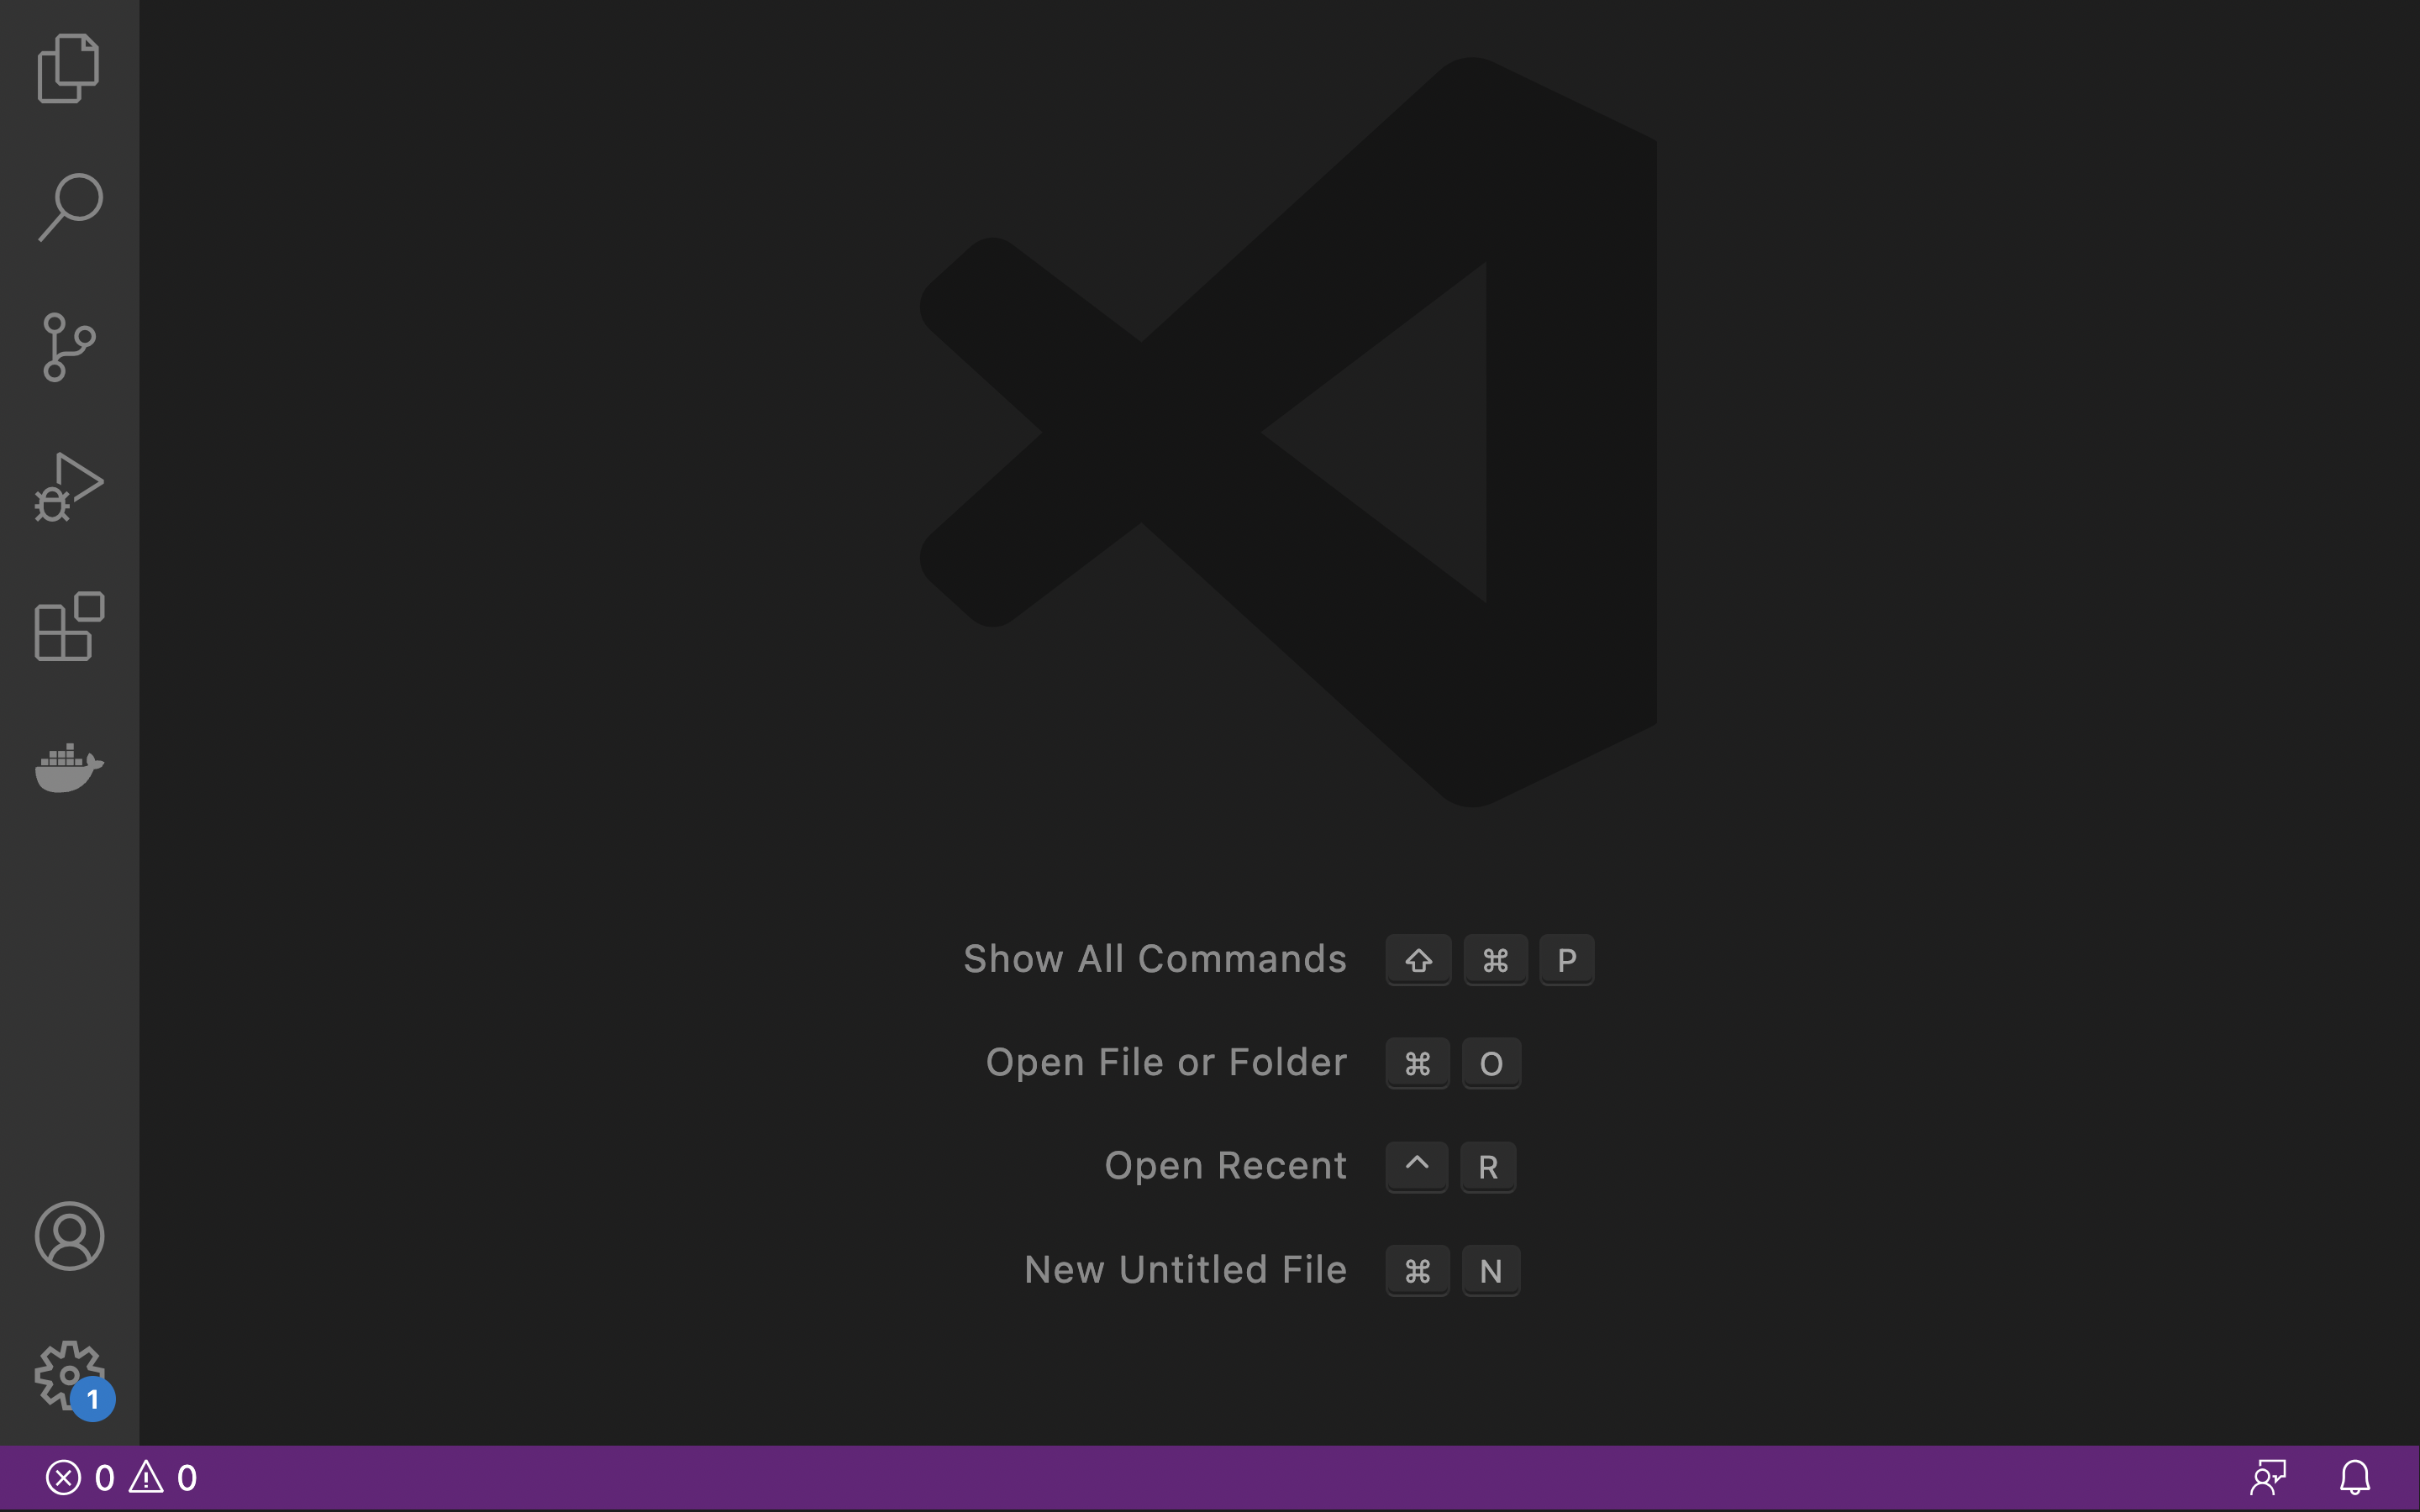 Show All Commands ⇧ ⌘ P
Open File or Folder ⌘ O
Open Recent ^ R
New Untitled File ⌘ N
1
0 0